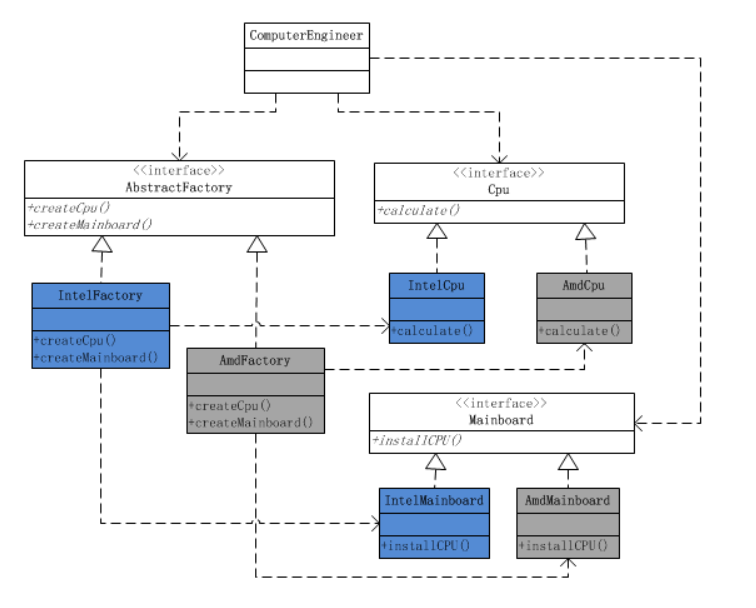 ComputerEngineer
<<interface>>
AbstractFactory
+createCpu()
+createMainboard()
<<interface>>
Cpu
+calculate()
IntelFactory
+createCpu()
+createMainboard()
IntelCpu
+calculate()
AmdCpu
+calculate()
AmdFactory
+createCpu()
+createMainboard()
<<interface>>
Mainboard
+installCPU()
IntelMainboard
+installCPU()
AmdMainboard
+installCPU()